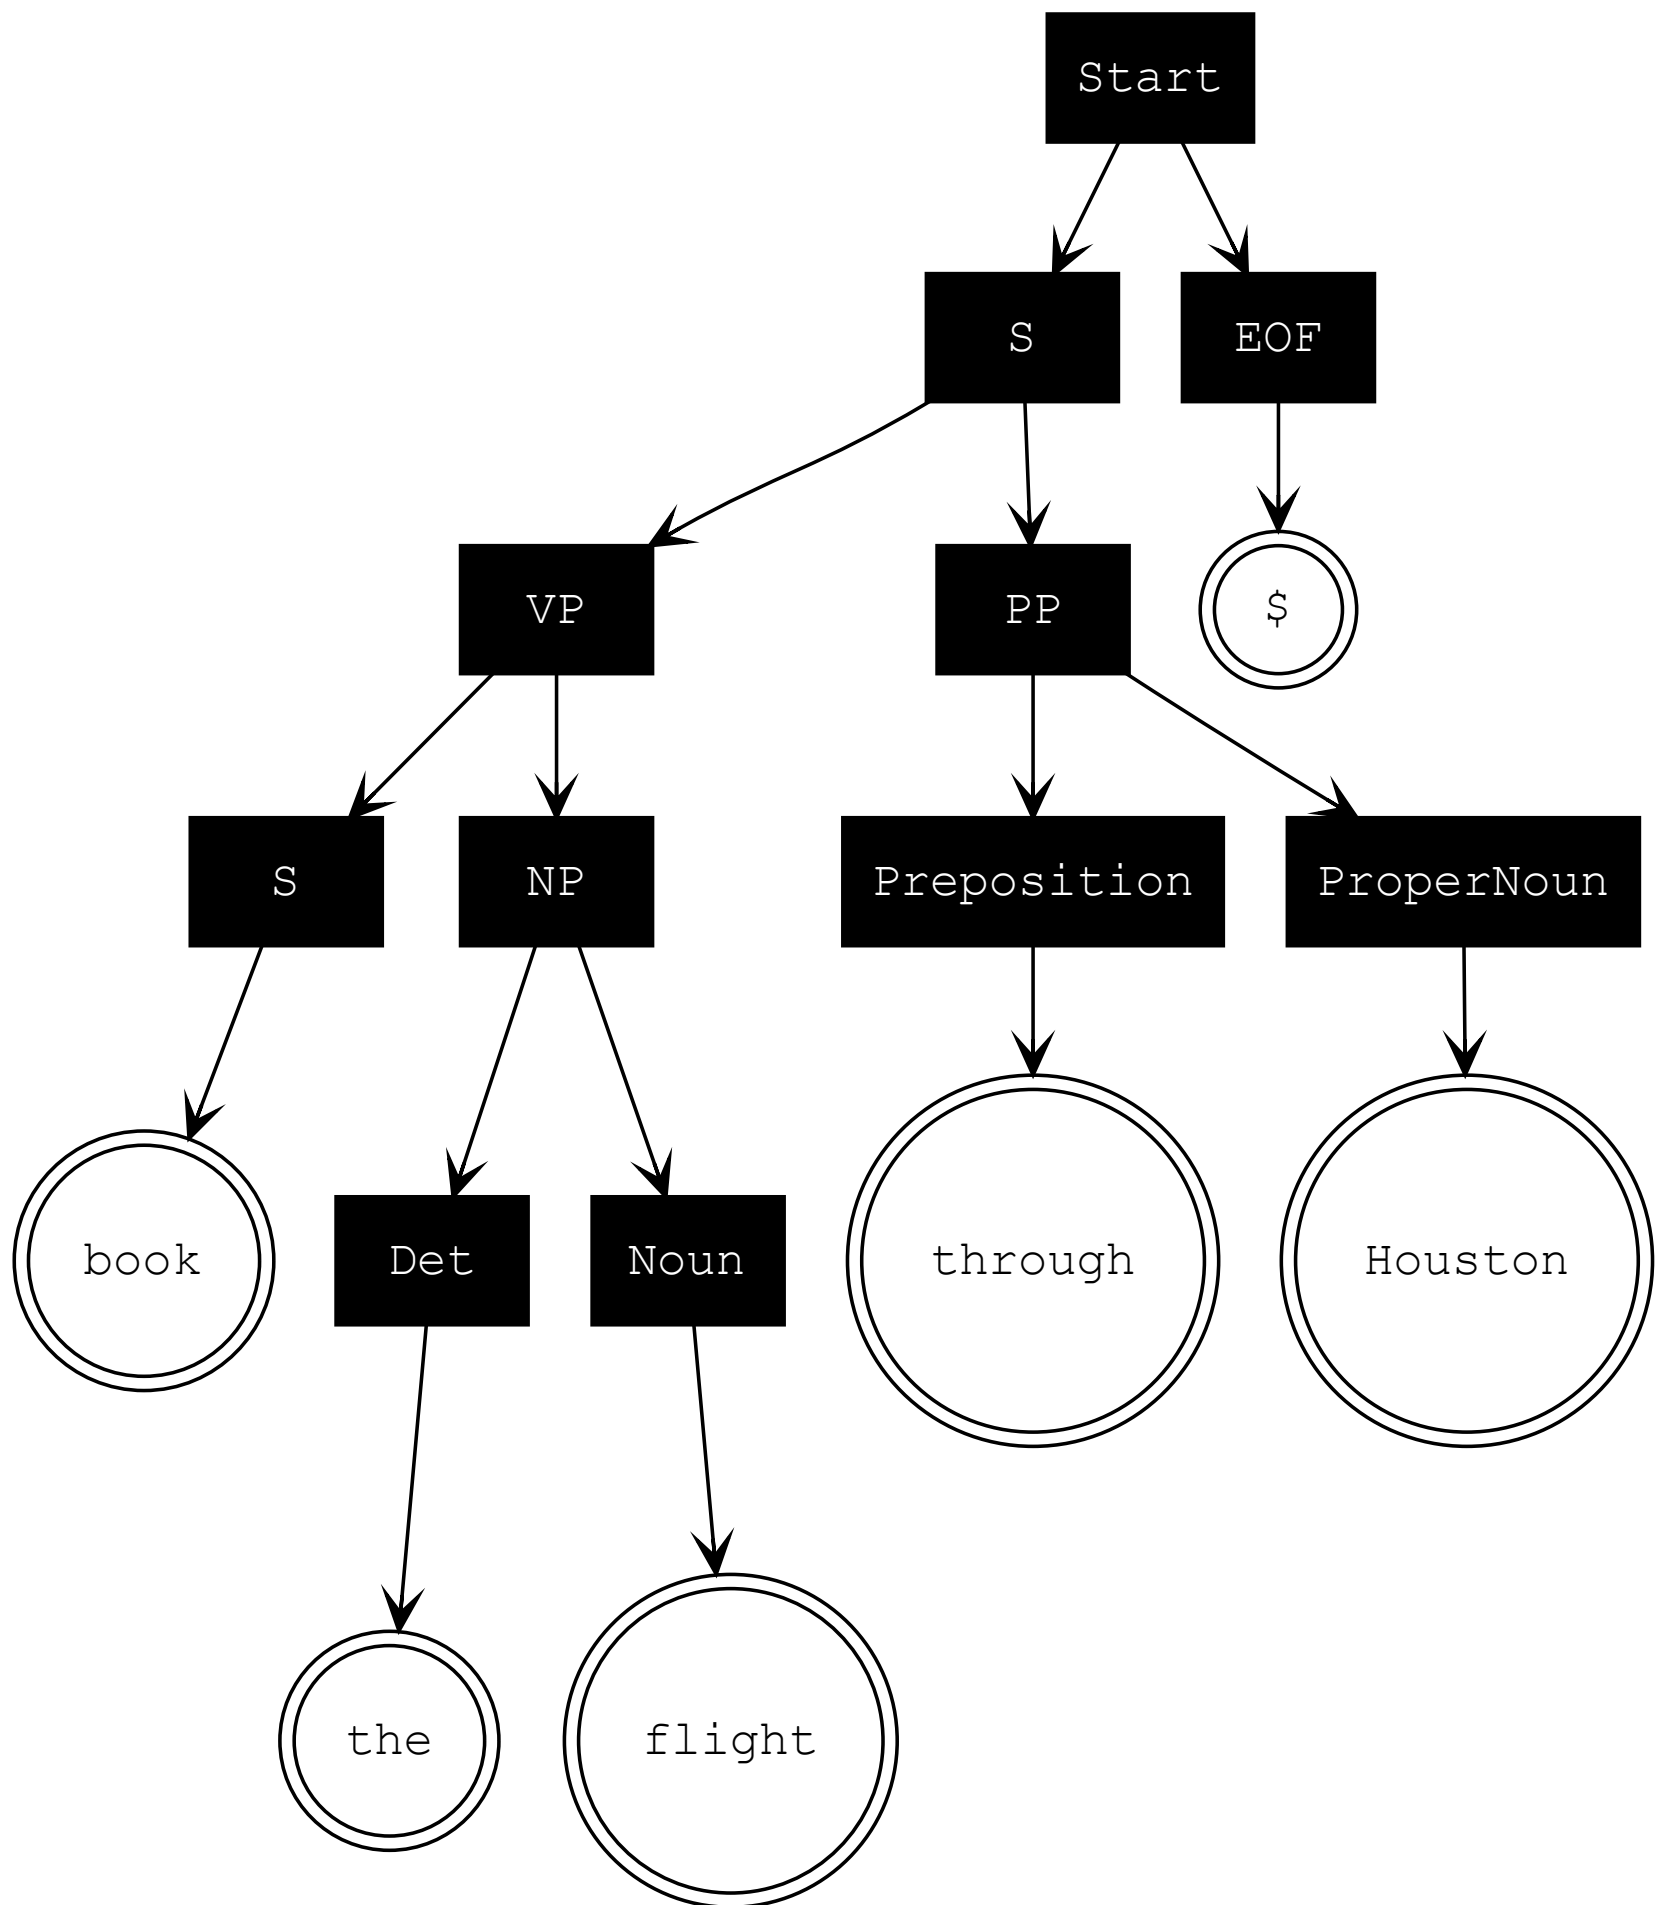 Start
S
EOF
VP
PP
$
S
NP
Preposition
ProperNoun
book
Det
Noun
through
Houston
the
flight